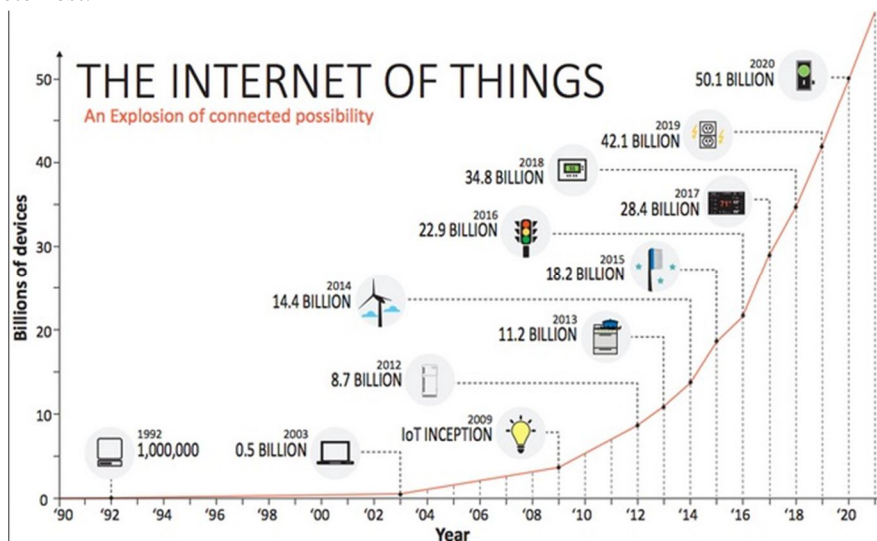 THE INTERNET OF THINGS
An Explosion of connected possibility
Billions of devices
50
40
30
20
10
0
1992
1,000,000
2003
0.5 BILLION
2009
IoT INCEPTION
2012
8.7 BILLION
2013
11.2 BILLION
2014
14.4 BILLION
2015
18.2 BILLION
2016
22.9 BILLION
2017
28.4 BILLION
2018
34.8 BILLION
2019
42.1 BILLION
2020
50.1 BILLION
'90 '92 '94 '96 '98 '00 '02 '04 '06 '08 '10 '12 '14 '16 '18 '20
Year